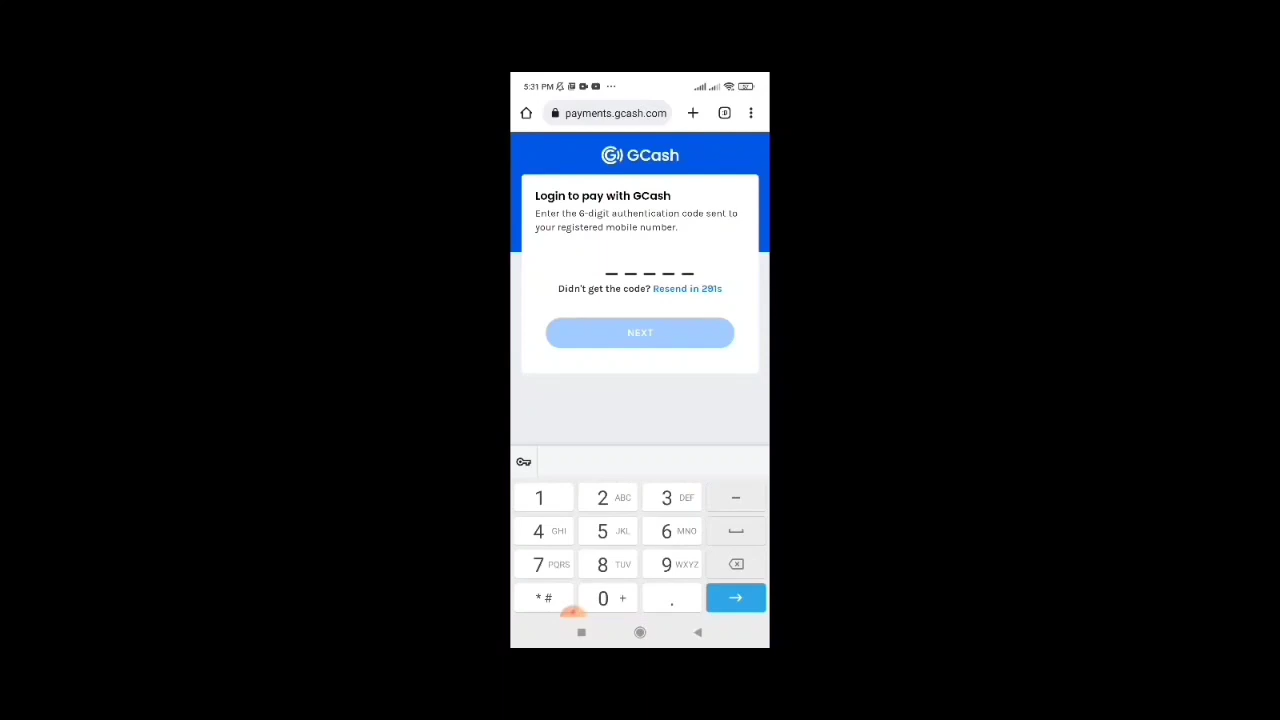 5:31 PM
payments.gcash.com
GCash
Login to pay with GCash
Enter the 6-digit authentication code sent to
your registered mobile number.
Didn't get the code? Resend in 291s
NEXT
1
2 ABC
3 DEF
-
4 GHI
5 JKL
6 MNO
7 PQRS
8 TUV
9 WXYZ
* #
0 +
.